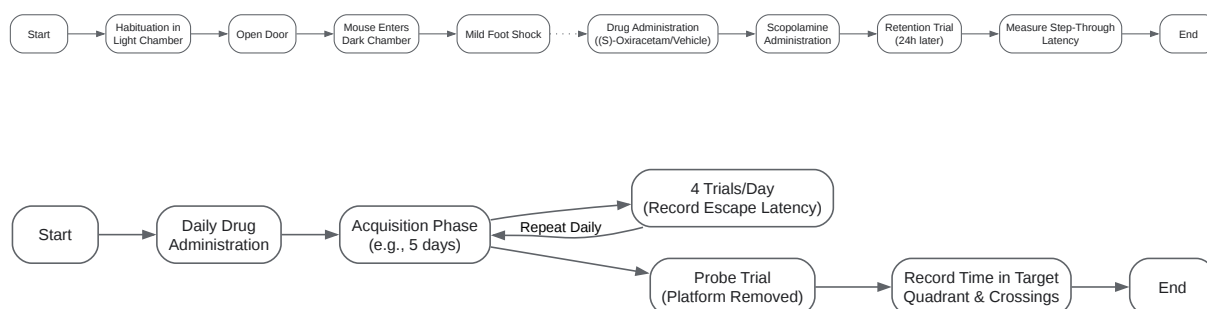 Start
Habituation in
Light Chamber
Open Door
Mouse Enters
Dark Chamber
Mild Foot Shock
Drug Administration
((S)-Oxiracetam/Vehicle)
Scopolamine
Administration
Retention Trial
(24h later)
Measure Step-Through
Latency
End
Start
Daily Drug
Administration
Acquisition Phase
(e.g., 5 days)
Repeat Daily
4 Trials/Day
(Record Escape Latency)
Probe Trial
(Platform Removed)
Record Time in Target
Quadrant & Crossings
End